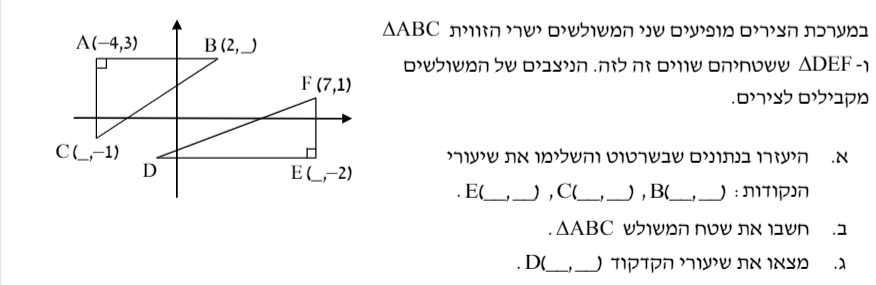 במערכת הצירים מופיעים שני המשולשים ישרי הזווית ΔABC
ו- ΔDEF ששטחיהם שווים זה לזה. הניצבים של המשולשים
מקבילים לצירים.
א. היעזרו בנתונים שבשרטוט והשלימו את שיעורי
הנקודות: B(__,__) , C(__,__) , E(__,__) .
ב. חשבו את שטח המשולש ΔABC .
ג. מצאו את שיעורי הקדקוד D(__,__) .
A(−4,3)
B(2,_)
F(7,1)
C(_,−1)
D
E(_,−2)